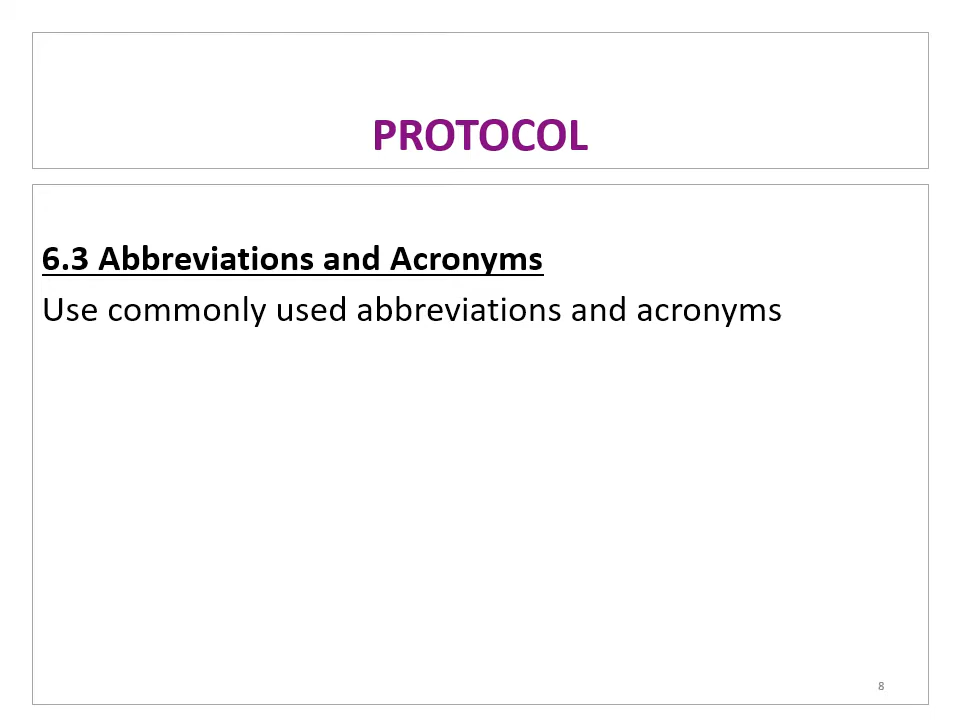 PROTOCOL
6.3 Abbreviations and Acronyms
Use commonly used abbreviations and acronyms
8